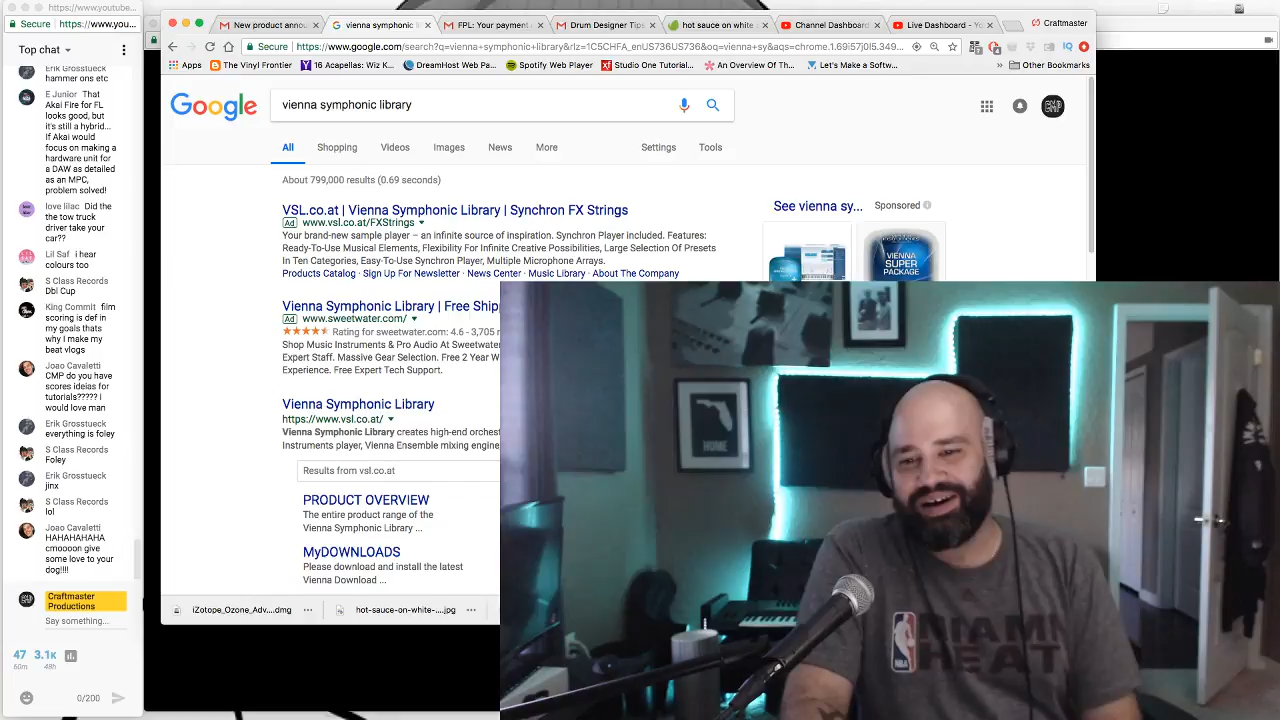 https://www.youtube...
Secure
https://www.you...
Top chat
Erik Grosstueck
hammer ons etc
E Junior That
Akai Fire for FL
looks good, but
it's still a hybrid...
If Akai would
focus on making a
hardware unit for
a DAW as detailed
as an MPC,
problem solved!
love lilac Did the
the tow truck
driver take your
car??
Lil Saf i hear
colours too
S Class Records
Dbl Cup
King Commit film
scoring is def in
my goals thats
why I make my
beat vlogs
Joao Cavaletti
CMP do you have
scores ideias for
tutorials????? I
would love man
Erik Grosstueck
everything is foley
S Class Records
Foley
Erik Grosstueck
jinx
S Class Records
lol
Joao Cavaletti
HAHAHAHAHA
cmoooon give
some love to your
dog!!!!
Craftmaster
Productions
Say something...
47 3.1K
60m 48h
0/200
New product annou
vienna symphonic li
FPL: Your payment
Drum Designer Tips
hot sauce on white
Channel Dashboard
Live Dashboard - Yo
Craftmaster
Secure
Apps
The Vinyl Frontier
16 Acapellas: Wiz K...
DreamHost Web Pa...
Spotify Web Player
Studio One Tutorial...
An Overview Of Th...
Let's Make a Softw...
»
Other Bookmarks
Google
vienna symphonic library
All
Shopping
Videos
Images
News
More
Settings
Tools
About 799,000 results (0.69 seconds)
VSL.co.at | Vienna Symphonic Library | Synchron FX Strings
Ad www.vsl.co.at/FXStrings
Your brand-new sample player – an infinite source of inspiration. Synchron Player included. Features:
Ready-To-Use Musical Elements, Flexibility For Infinite Creative Possibilities, Large Selection Of Presets
In Ten Categories, Easy-To-Use Synchron Player, Multiple Microphone Arrays.
Products Catalog · Sign Up For Newsletter · News Center · Music Library · About The Company
Vienna Symphonic Library | Free Ship
Ad www.sweetwater.com/
Rating for sweetwater.com: 4.6 - 3,705 r
Shop Music Instruments & Pro Audio At Sweetwater
Expert Staff. Massive Gear Selection. Free 2 Year W
Experience. Free Expert Tech Support.
Vienna Symphonic Library
https://www.vsl.co.at/
Vienna Symphonic Library creates high-end orchest
Instruments player, Vienna Ensemble mixing engine
Results from vsl.co.at
PRODUCT OVERVIEW
The entire product range of the
Vienna Symphonic Library ...
MyDOWNLOADS
Please download and install the latest
Vienna Download ...
See vienna sy...
Sponsored
VIENNA
SUPER
PACKAGE
iZotope_Ozone_Adv....dmg
hot-sauce-on-white-....jpg
HOME
NBA
MIAMI
HEAT
CMP